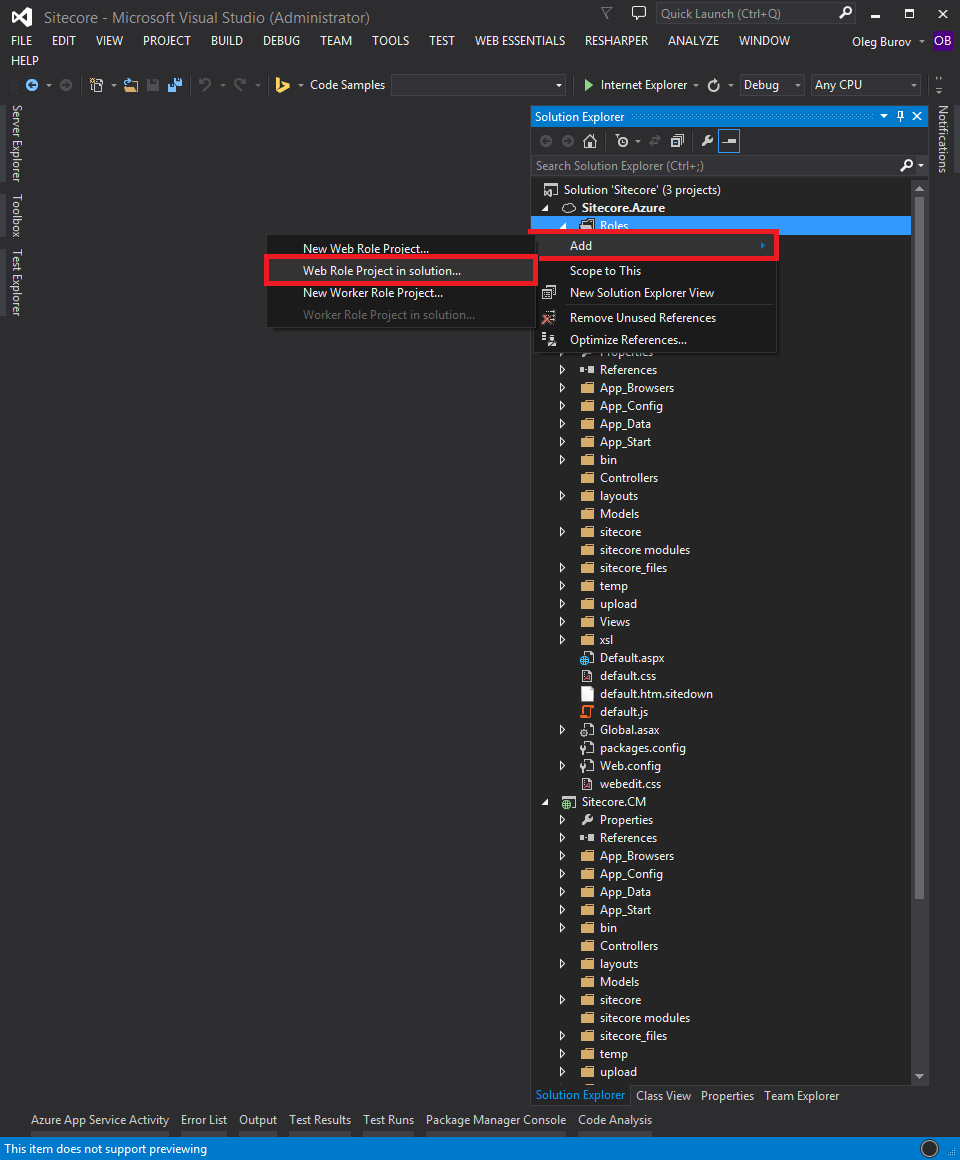 Sitecore - Microsoft Visual Studio (Administrator)
Quick Launch (Ctrl+Q)
FILE EDIT VIEW PROJECT BUILD DEBUG TEAM TOOLS TEST WEB ESSENTIALS RESHARPER ANALYZE WINDOW
Oleg Burov OB
HELP
Code Samples
Internet Explorer
Debug
Any CPU
Server Explorer
Toolbox
Test Explorer
Notifications
Solution Explorer
Search Solution Explorer (Ctrl+;)
Solution 'Sitecore' (3 projects)
Sitecore.Azure
Roles
New Web Role Project...
Web Role Project in solution...
New Worker Role Project...
Worker Role Project in solution...
Add
Scope to This
New Solution Explorer View
Remove Unused References
Optimize References...
Properties
References
App_Browsers
App_Config
App_Data
App_Start
bin
Controllers
layouts
Models
sitecore
sitecore modules
sitecore_files
temp
upload
Views
xsl
Default.aspx
default.css
default.htm.sitedown
default.js
Global.asax
packages.config
Web.config
webedit.css
Sitecore.CM
Properties
References
App_Browsers
App_Config
App_Data
App_Start
bin
Controllers
layouts
Models
sitecore
sitecore modules
sitecore_files
temp
upload
Solution Explorer Class View Properties Team Explorer
Azure App Service Activity Error List Output Test Results Test Runs Package Manager Console Code Analysis
This item does not support previewing